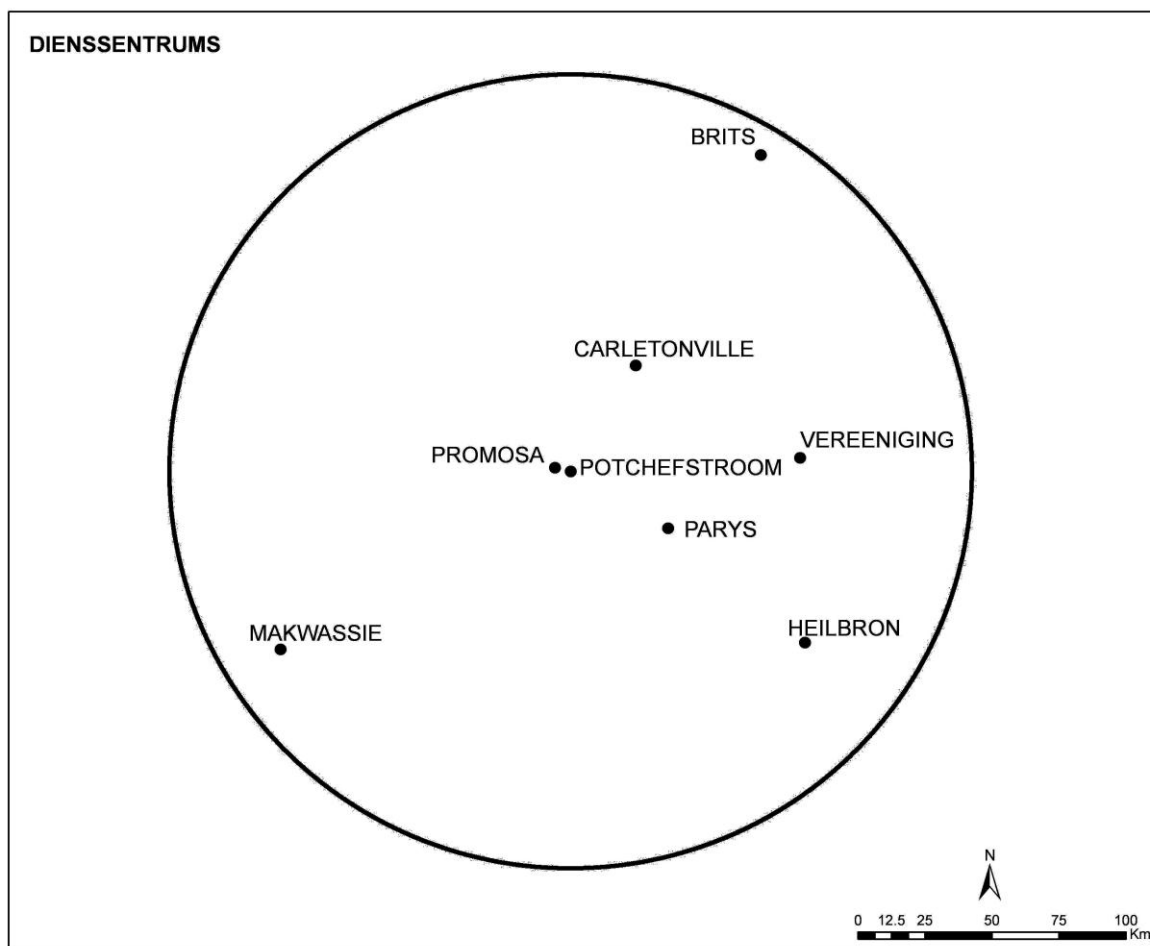 DIENSSENTRUMS
BRITS
CARLETONVILLE
VEREENIGING
PROMOSA
POTCHEFSTROOM
PARYS
MAKWASSIE
HEILBRON
N
0 12.5 25 50 75 100
Km